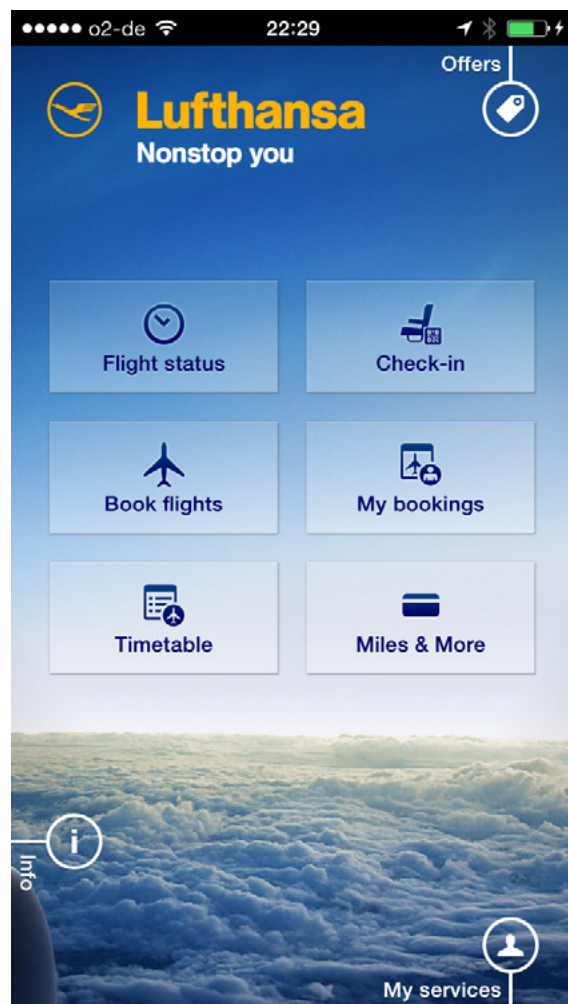 o2-de 22:29
Offers
Lufthansa
Nonstop you
Flight status
Check-in
Book flights
My bookings
Timetable
Miles & More
i
Info
My services